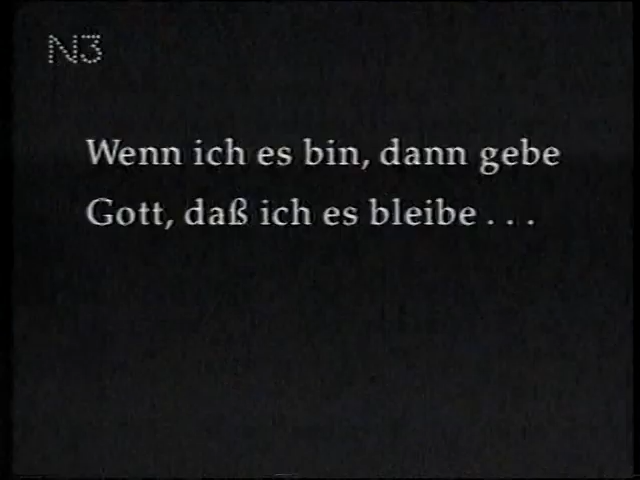 N3
Wenn ich es bin, dann gebe
Gott, daß ich es bleibe . . .